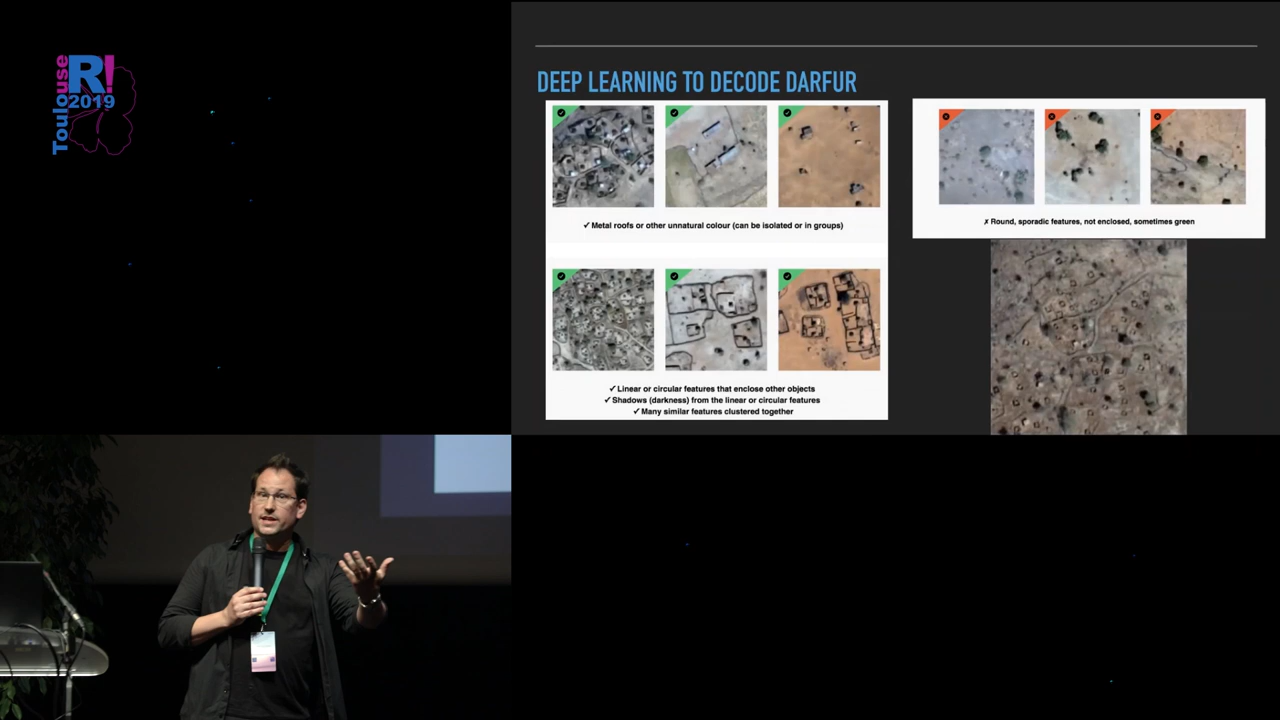 Toulouse
R!
2019
DEEP LEARNING TO DECODE DARFUR
✓ Metal roofs or other unnatural colour (can be isolated or in groups)
✓ Linear or circular features that enclose other objects
✓ Shadows (darkness) from the linear or circular features
✓ Many similar features clustered together
✗ Round, sporadic features, not enclosed, sometimes green